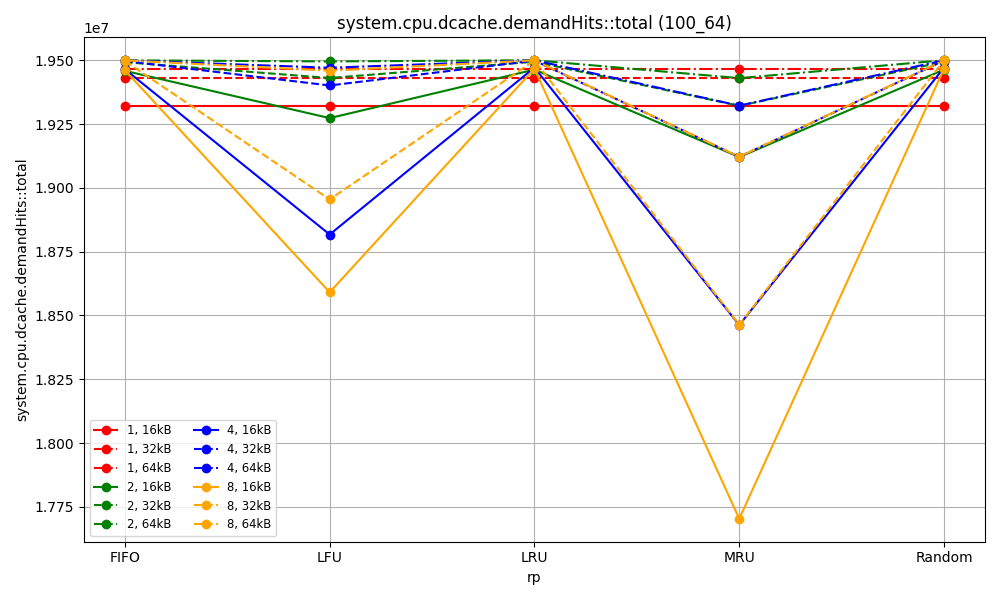 system.cpu.dcache.demandHits::total (100_64)
1e7
1.950
1.925
1.900
1.875
1.850
1.825
1.800
1.775
system.cpu.dcache.demandHits::total
1, 16kB
1, 32kB
1, 64kB
2, 16kB
2, 32kB
2, 64kB
4, 16kB
4, 32kB
4, 64kB
8, 16kB
8, 32kB
8, 64kB
FIFO LFU LRU MRU Random
rp